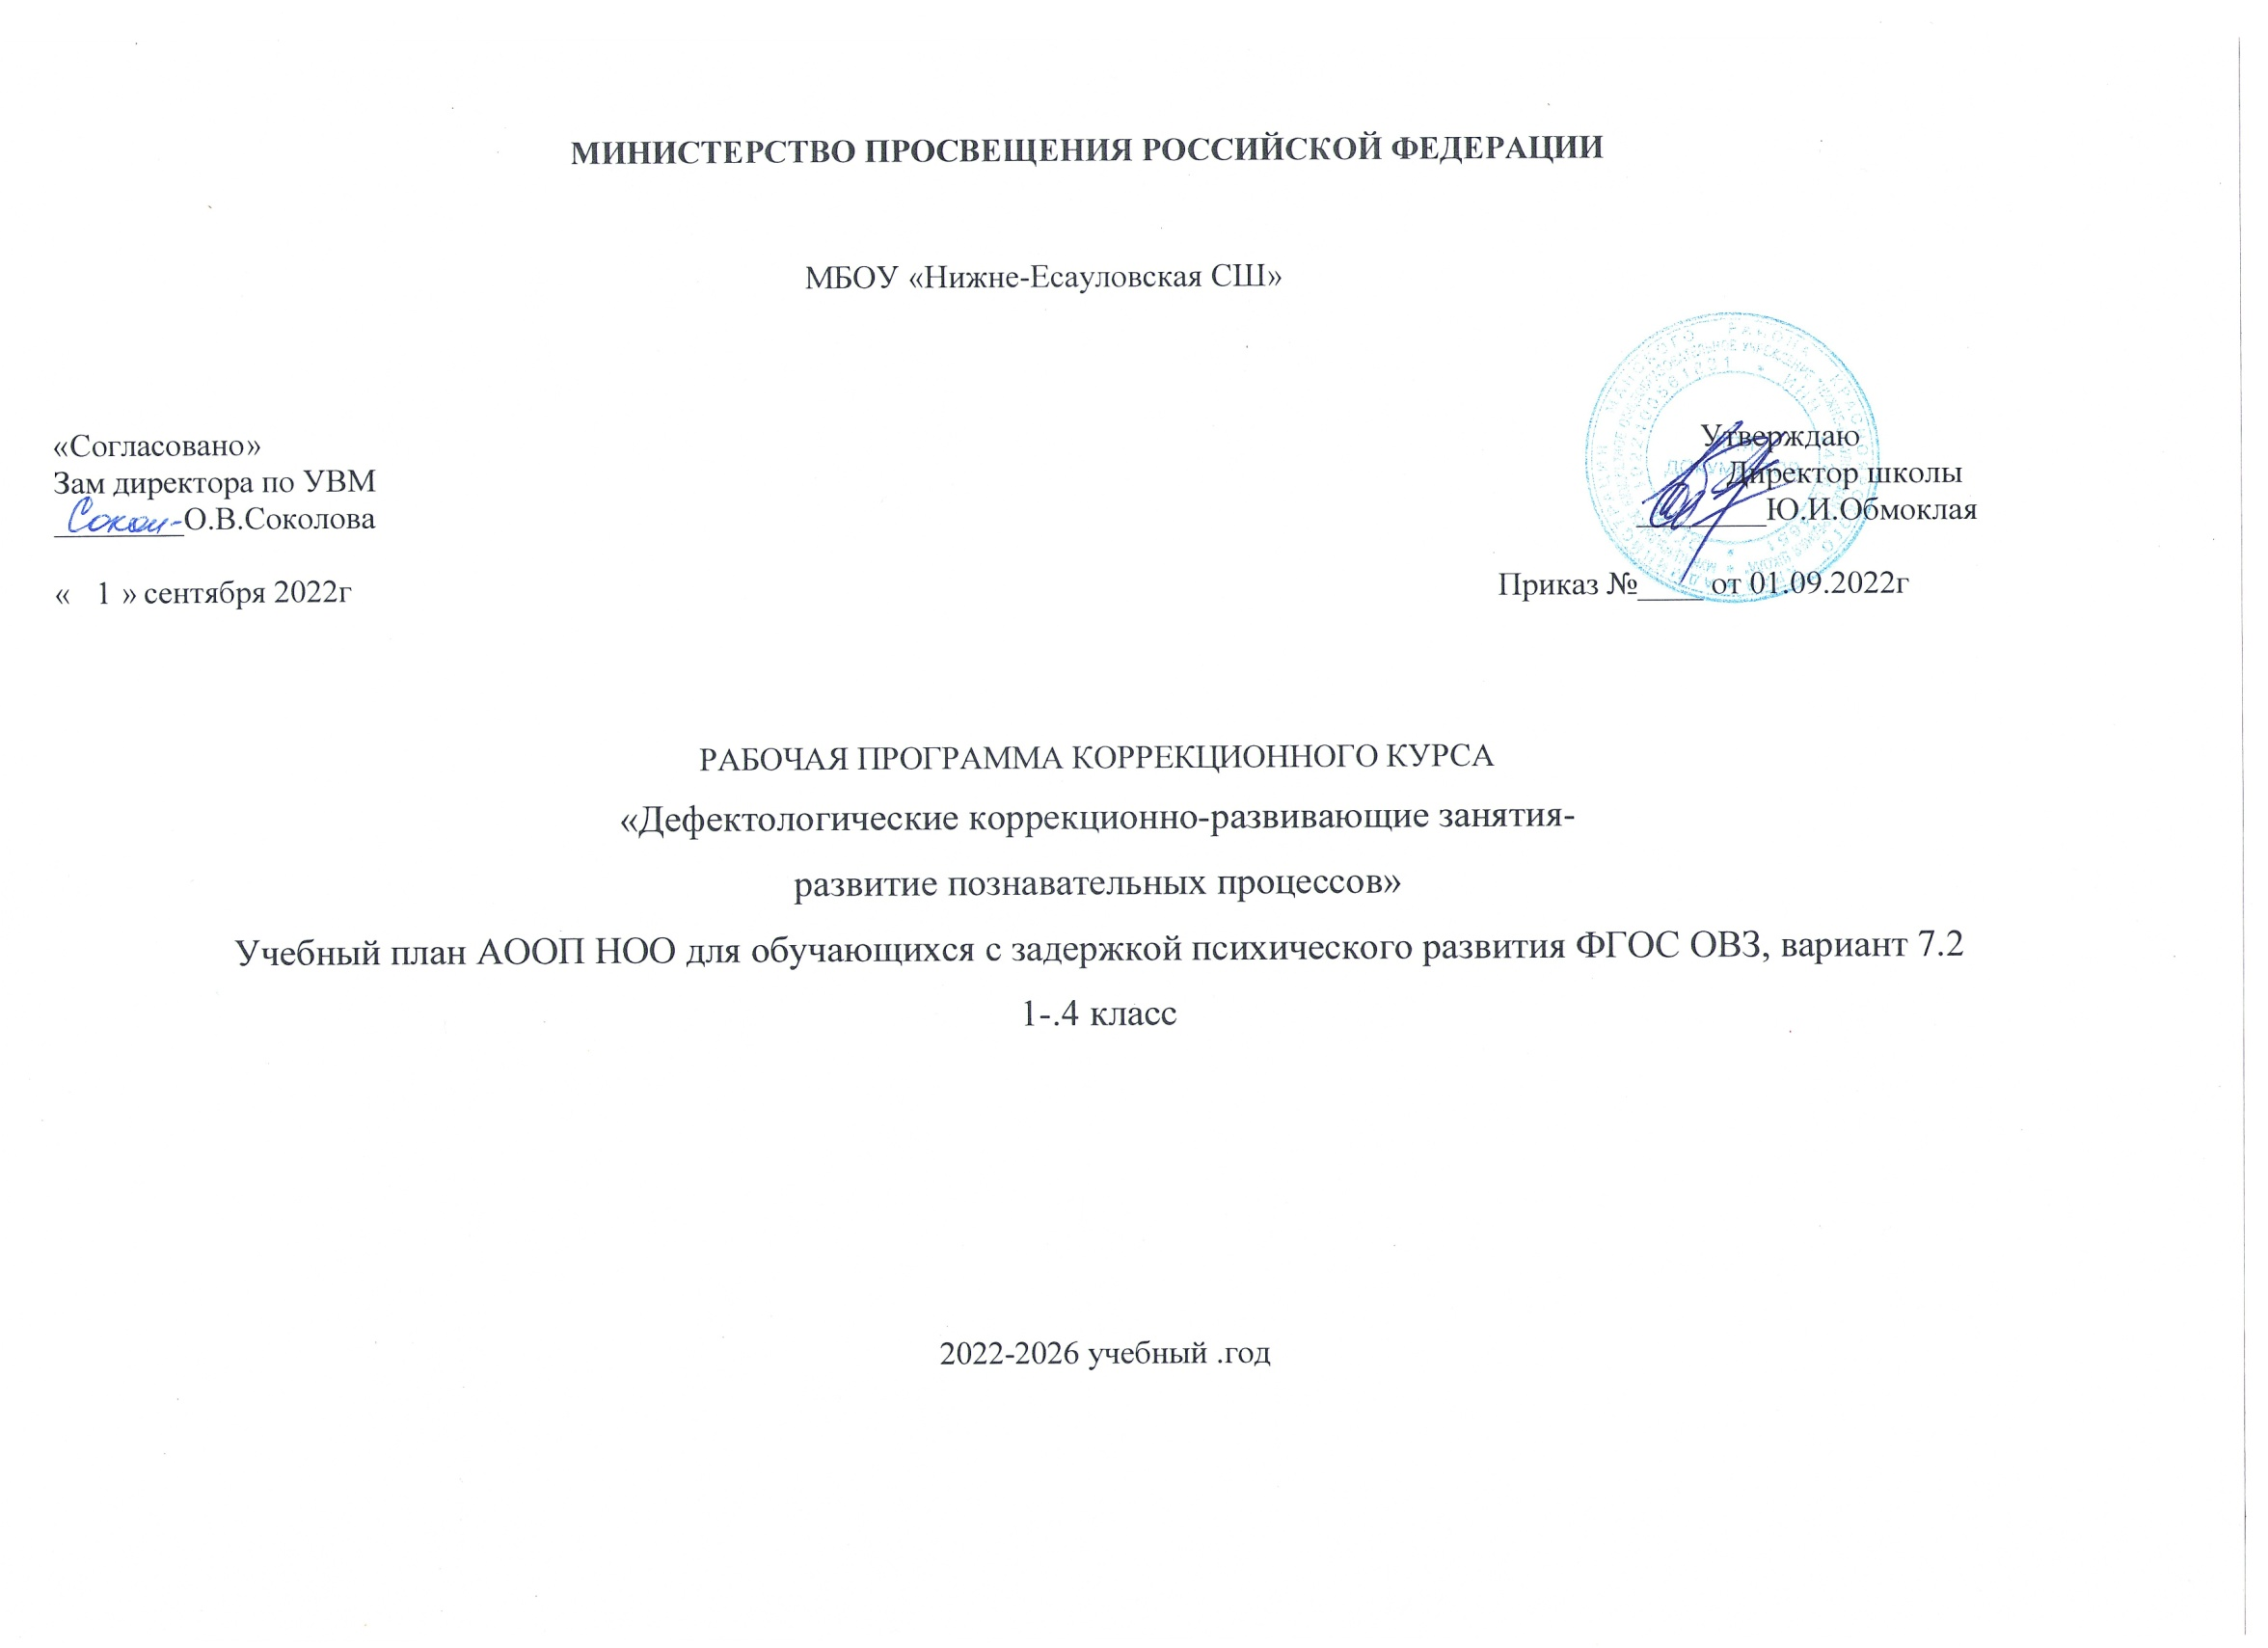 МИНИСТЕРСТВО ПРОСВЕЩЕНИЯ РОССИЙСКОЙ ФЕДЕРАЦИИ
МБОУ «Нижне-Есауловская СШ»
«Согласовано»
Зам директора по УВМ
_________О.В.Соколова
« 1 » сентября 2022г
Утверждаю
Директор школы
_________Ю.И.Обмоклая
Приказ №____ от 01.09.2022г
РАБОЧАЯ ПРОГРАММА КОРРЕКЦИОННОГО КУРСА
«Дефектологические коррекционно-развивающие занятия-
развитие познавательных процессов»
Учебный план АООП НОО для обучающихся с задержкой психического развития ФГОС ОВЗ, вариант 7.2
1-.4 класс
2022-2026 учебный .год